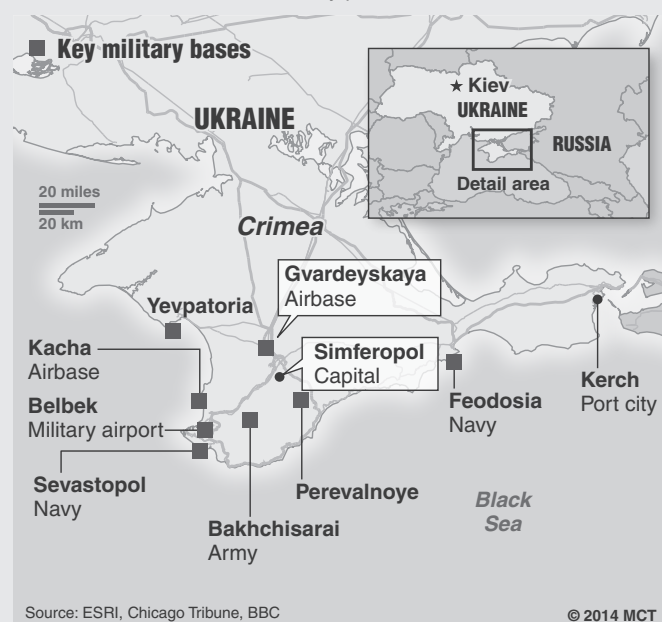 Key military bases
Kiev
UKRAINE
RUSSIA
Detail area
UKRAINE
20 miles
20 km
Crimea
Gvardeyskaya
Airbase
Yevpatoria
Simferopol
Capital
Kacha
Airbase
Belbek
Military airport
Sevastopol
Navy
Bakhchisarai
Army
Perevalnoye
Feodosia
Navy
Kerch
Port city
Black
Sea
Source: ESRI, Chicago Tribune, BBC
© 2014 MCT